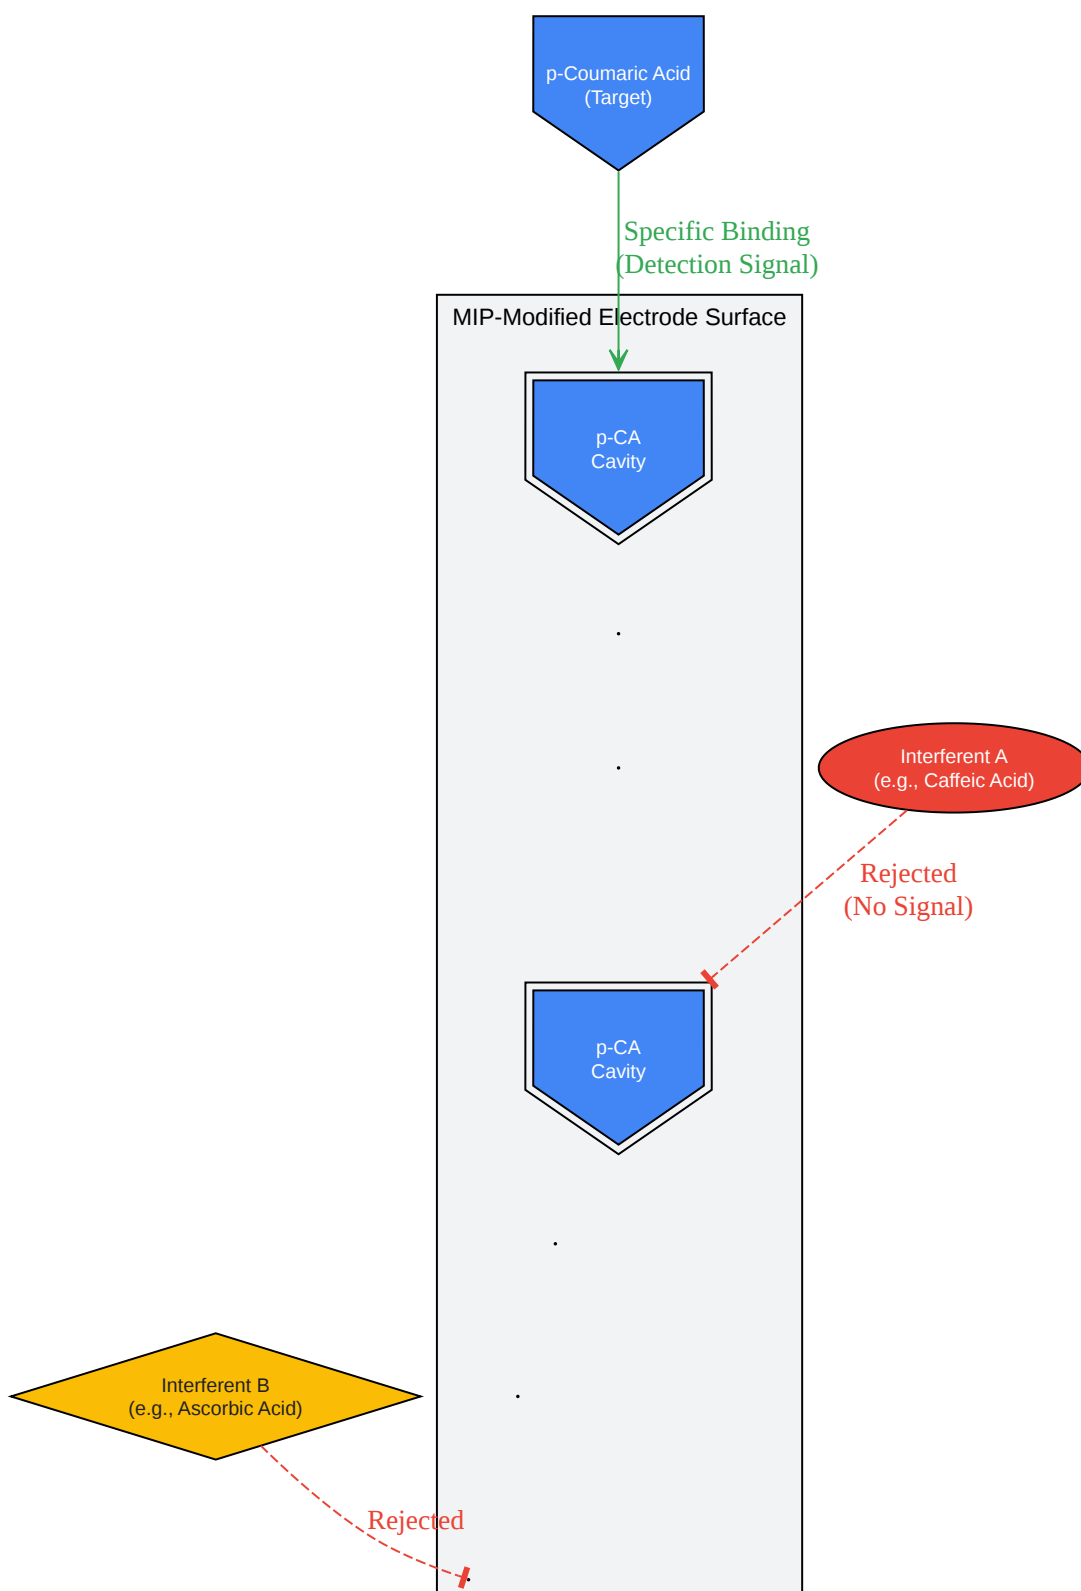 p-Coumaric Acid
(Target)
Specific Binding
(Detection Signal)
MIP-Modified Electrode Surface
p-CA
Cavity
Interferent A
(e.g., Caffeic Acid)
Rejected
(No Signal)
p-CA
Cavity
Interferent B
(e.g., Ascorbic Acid)
Rejected